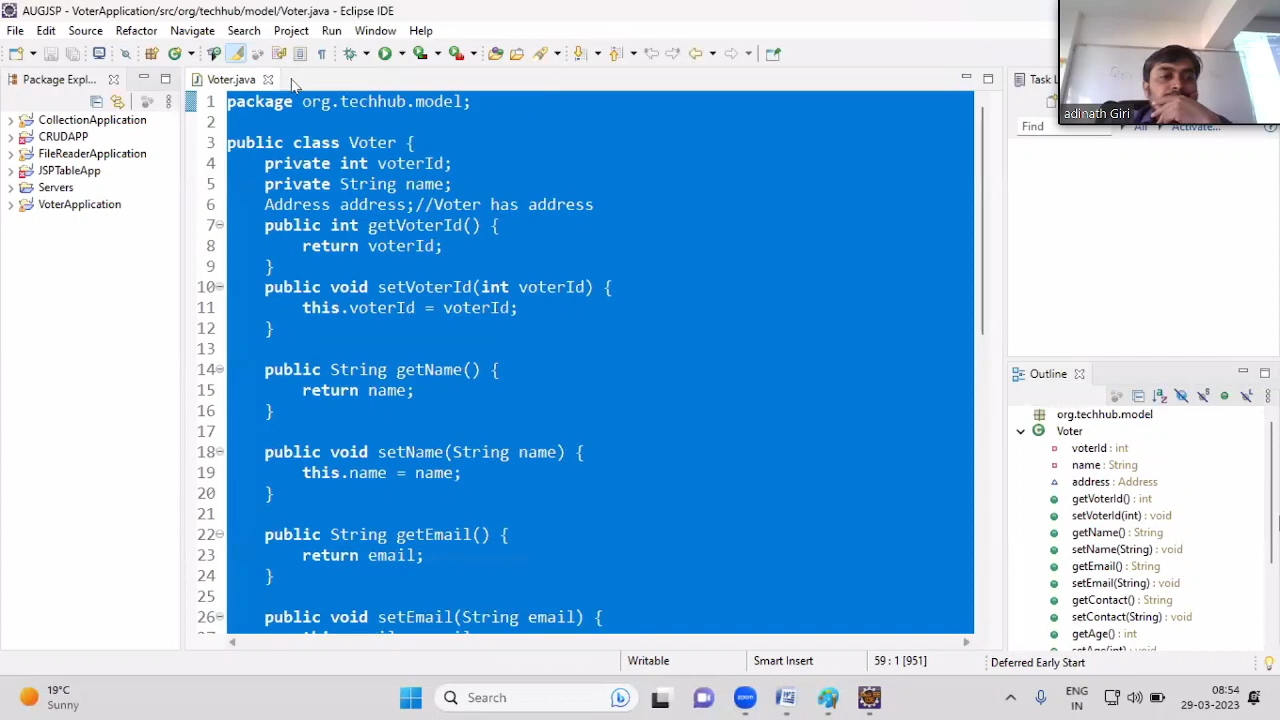 AUGJSP - VoterApplication/src/org/techhub/model/Voter.java - Eclipse IDE
File Edit Source Refactor Navigate Search Project Run Window Help
adinath Giri
Package Expl...
Voter.java
Task L
Find
All
Activate...
CollectionApplication
CRUDAPP
FileReaderApplication
JSPTableApp
Servers
VoterApplication
1 package org.techhub.model;
2
3 public class Voter {
4 private int voterId;
5 private String name;
6 Address address;//Voter has address
7 public int getVoterId() {
8 return voterId;
9 }
10 public void setVoterId(int voterId) {
11 this.voterId = voterId;
12 }
13
14 public String getName() {
15 return name;
16 }
17
18 public void setName(String name) {
19 this.name = name;
20 }
21
22 public String getEmail() {
23 return email;
24 }
25
26 public void setEmail(String email) {
Outline
org.techhub.model
Voter
voterId : int
name : String
address : Address
getVoterId() : int
setVoterId(int) : void
getName() : String
setName(String) : void
getEmail() : String
setEmail(String) : void
getContact() : String
setContact(String) : void
getAge() : int
Writable
Smart Insert
59 : 1 [951]
Deferred Early Start
19°C
Sunny
Search
ENG
IN
08:54
29-03-2023